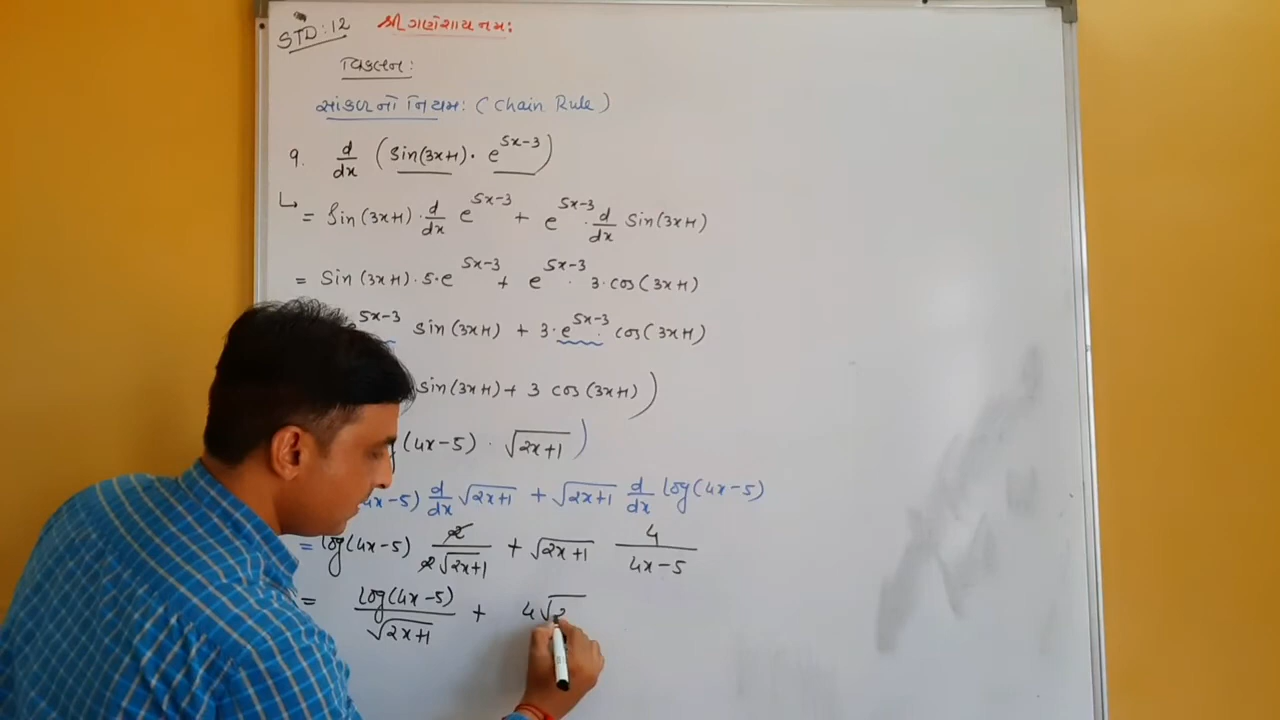 STD: 12 શ્રી ગણેશાય નમઃ
વિકલન:
સાંકળનો નિયમ: (Chain Rule)
9. d/dx (sin(3x+1) · e^(5x-3))
↳ = sin(3x+1) · d/dx e^(5x-3) + e^(5x-3) · d/dx sin(3x+1)
= sin(3x+1) · 5 · e^(5x-3) + e^(5x-3) · 3 · cos(3x+1)
e^(5x-3) sin(3x+1) + 3 · e^(5x-3) · cos(3x+1)
sin(3x+1) + 3 cos(3x+1))
(4x-5) · √(2x+1))
4x-5) d/dx √(2x+1) + √(2x+1) d/dx log(4x-5)
= log(4x-5) 2/(2√(2x+1)) + √(2x+1) 4/(4x-5)
= log(4x-5)/√(2x+1) + 4√2